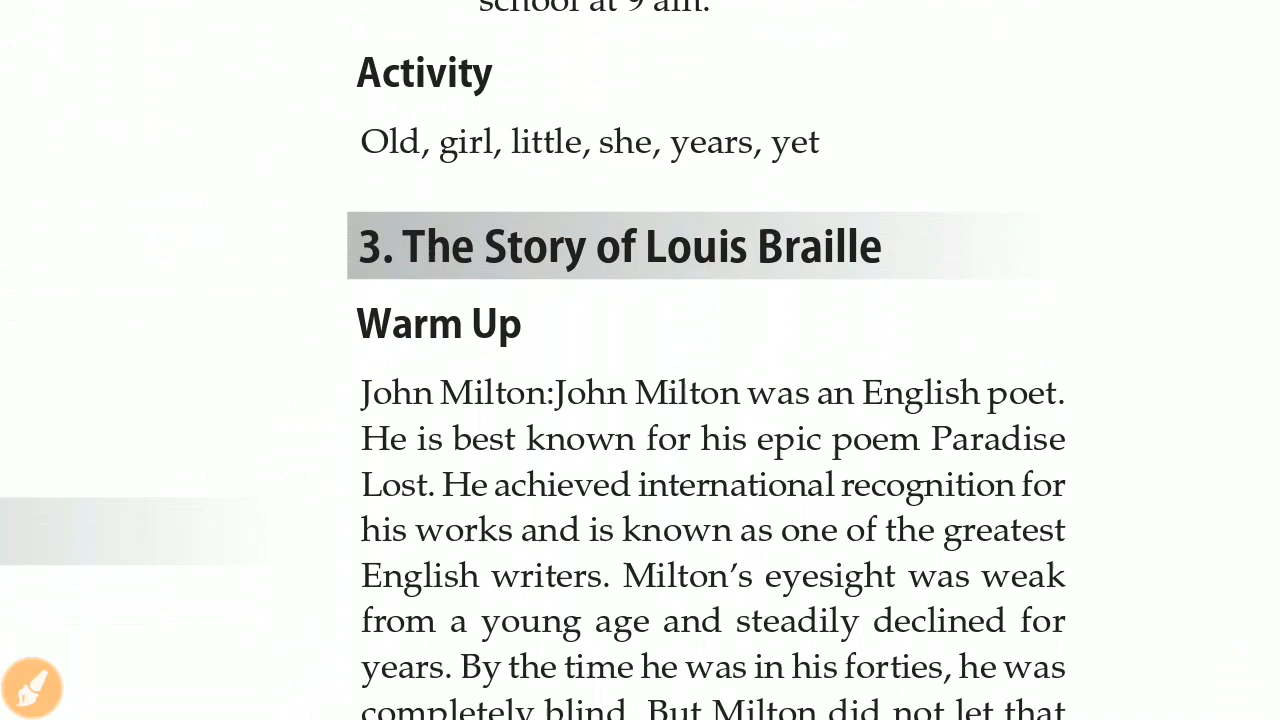 school at 9 am.
Activity
Old, girl, little, she, years, yet
3. The Story of Louis Braille
Warm Up
John Milton:John Milton was an English poet.
He is best known for his epic poem Paradise
Lost. He achieved international recognition for
his works and is known as one of the greatest
English writers. Milton’s eyesight was weak
from a young age and steadily declined for
years. By the time he was in his forties, he was
completely blind. But Milton did not let that